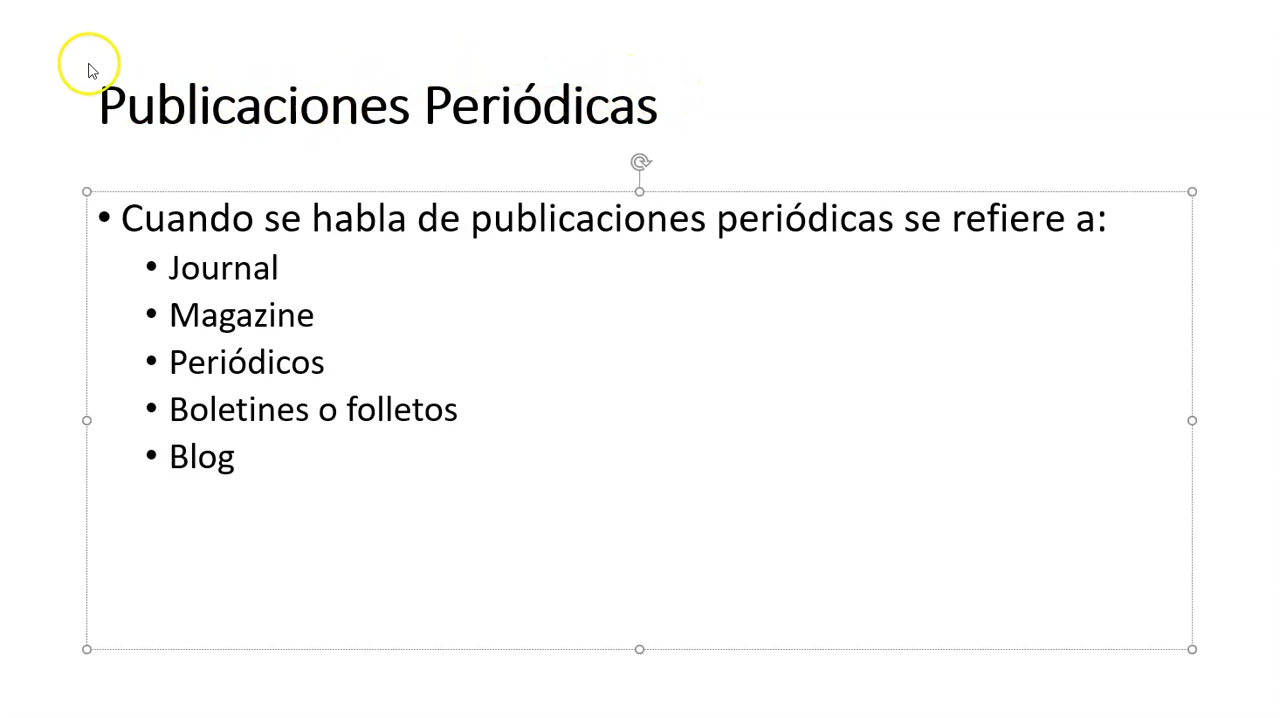 Publicaciones Periódicas
• Cuando se habla de publicaciones periódicas se refiere a:
• Journal
• Magazine
• Periódicos
• Boletines o folletos
• Blog